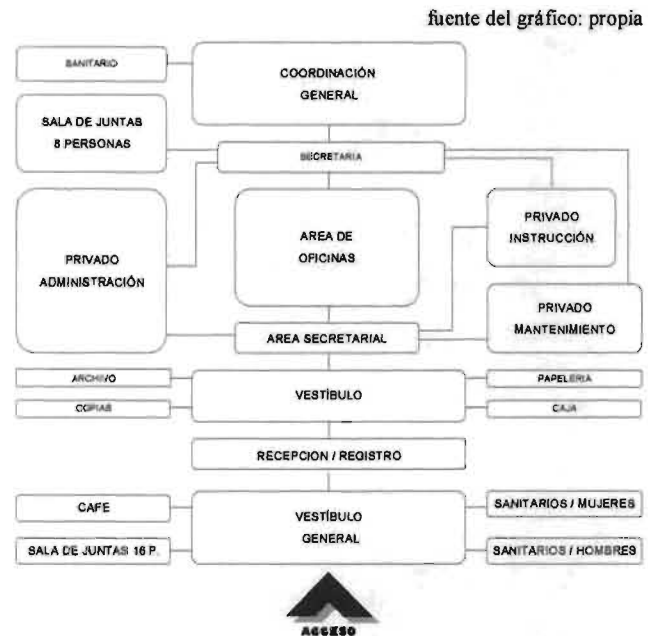 fuente del gráfico: propia
SANITARIO
COORDINACIÓN
GENERAL
SALA DE JUNTAS
8 PERSONAS
SECRETARIA
PRIVADO
ADMINISTRACIÓN
AREA DE
OFICINAS
PRIVADO
INSTRUCCIÓN
PRIVADO
MANTENIMIENTO
AREA SECRETARIAL
ARCHIVO
VESTÍBULO
PAPELERIA
COPIAS
CAJA
RECEPCION / REGISTRO
CAFE
VESTÍBULO
GENERAL
SANITARIOS / MUJERES
SALA DE JUNTAS 16 P.
SANITARIOS / HOMBRES
ACCESO